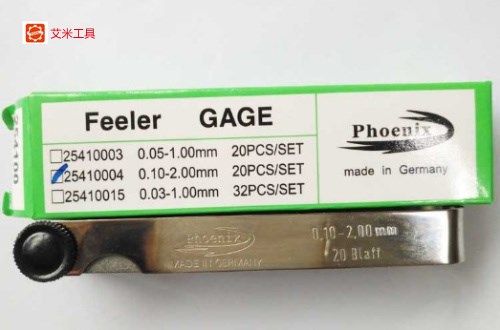 艾米工具
Feeler GAGE
25410003 0.05-1.00mm 20PCS/SET
25410004 0.10-2.00mm 20PCS/SET
25410015 0.03-1.00mm 32PCS/SET
Phoenix
made in Germany
254100
Phoenix
MADE IN GERMANY
0,10-2,00mm
20 Blatt